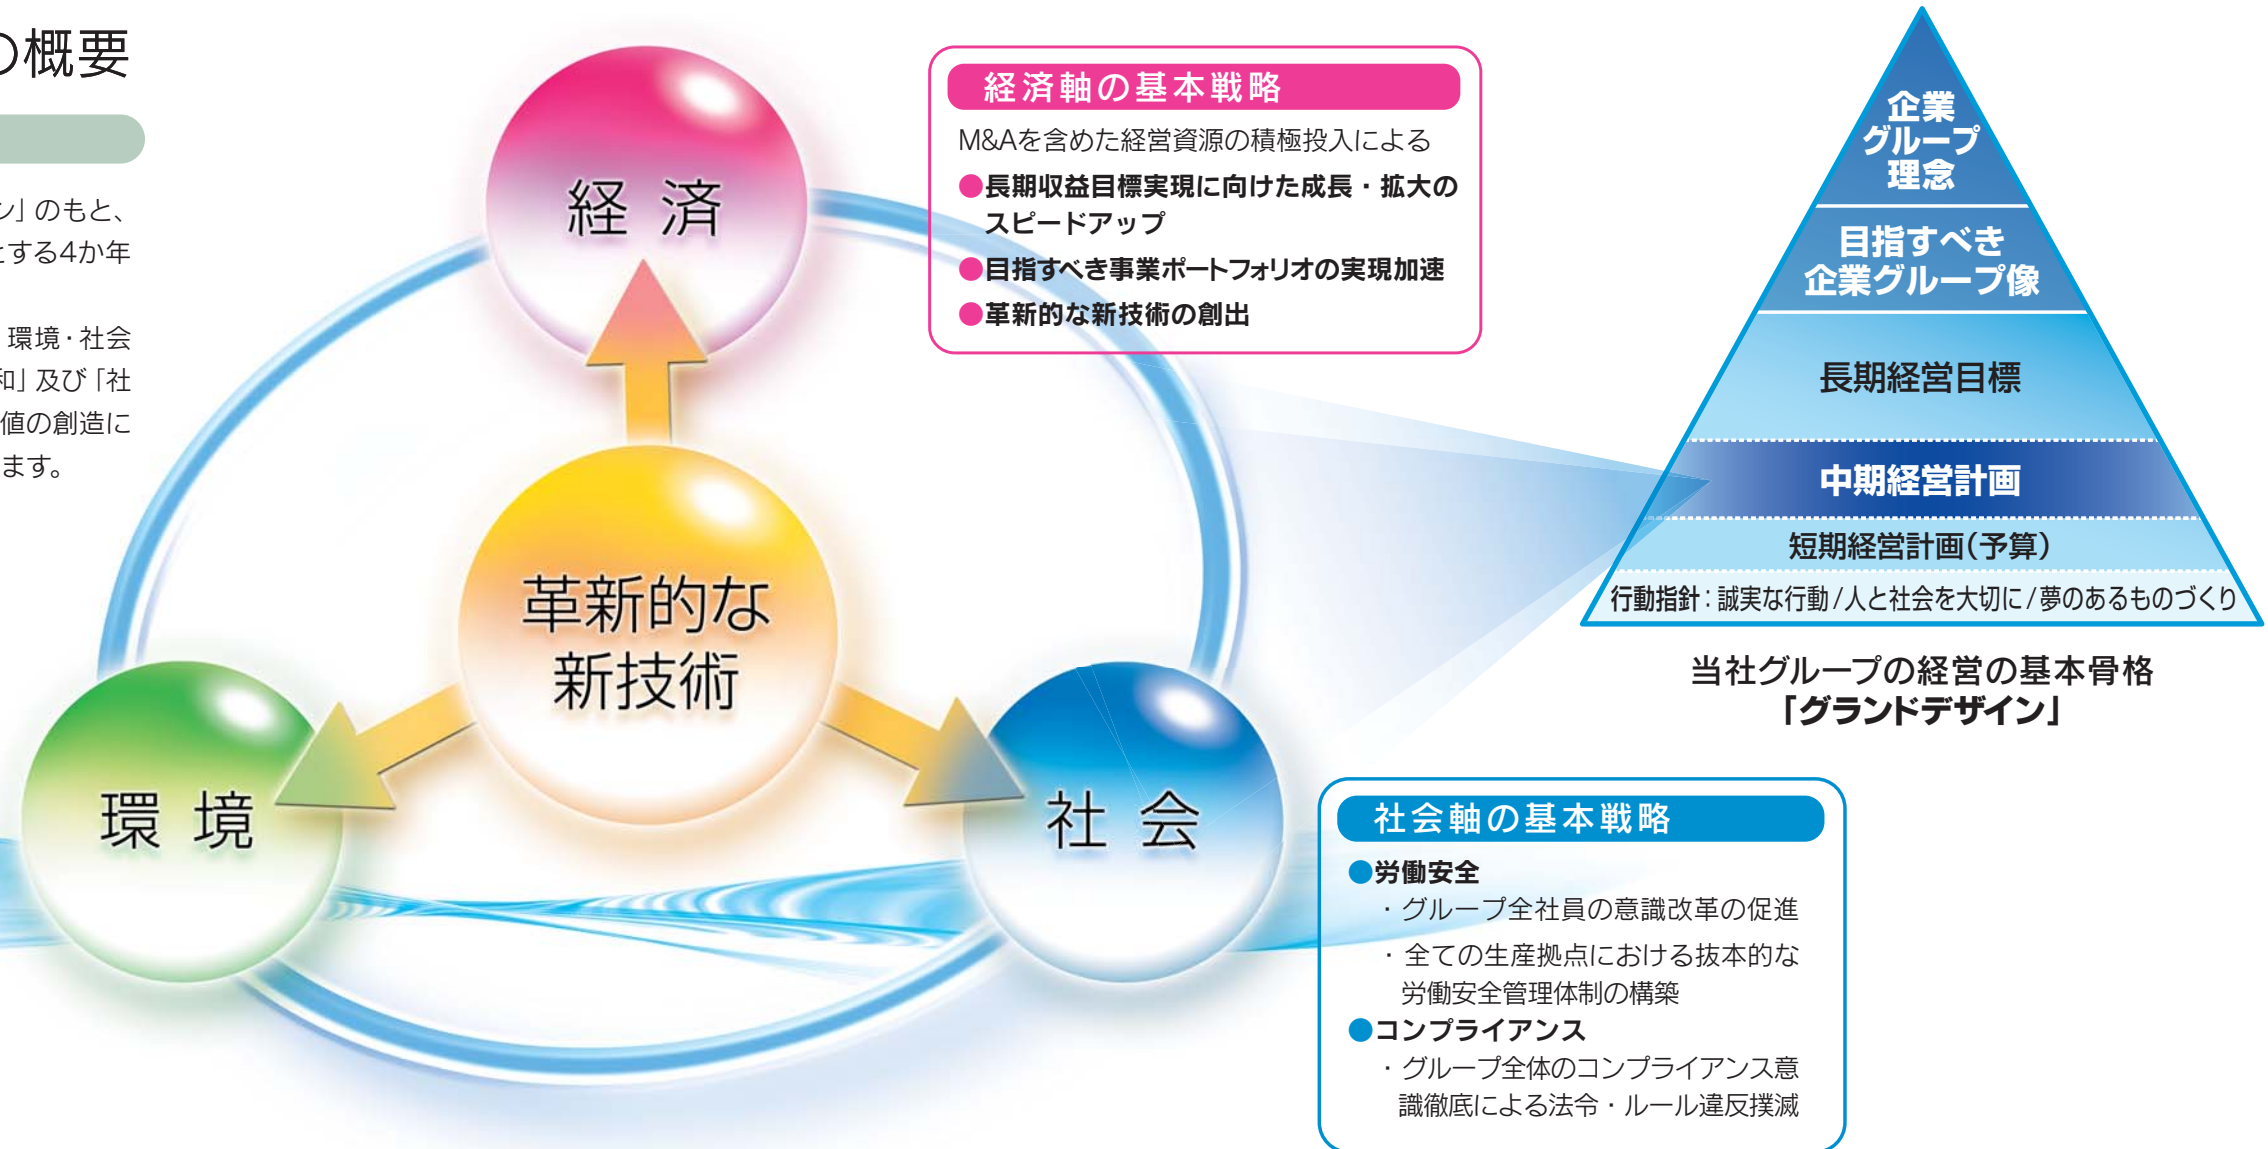 の概要
ン」のもと、
とする4か年
環境・社会
和」及び「社
値の創造に
ます。
経済
革新的な
新技術
環境
社会
経済軸の基本戦略
M&Aを含めた経営資源の積極投入による
●長期収益目標実現に向けた成長・拡大の
スピードアップ
●目指すべき事業ポートフォリオの実現加速
●革新的な新技術の創出
企業
グループ
理念
目指すべき
企業グループ像
長期経営目標
中期経営計画
短期経営計画(予算)
行動指針:誠実な行動/人と社会を大切に/夢のあるものづくり
当社グループの経営の基本骨格
「グランドデザイン」
社会軸の基本戦略
●労働安全
・グループ全社員の意識改革の促進
・全ての生産拠点における抜本的な
労働安全管理体制の構築
●コンプライアンス
・グループ全体のコンプライアンス意
識徹底による法令・ルール違反撲滅